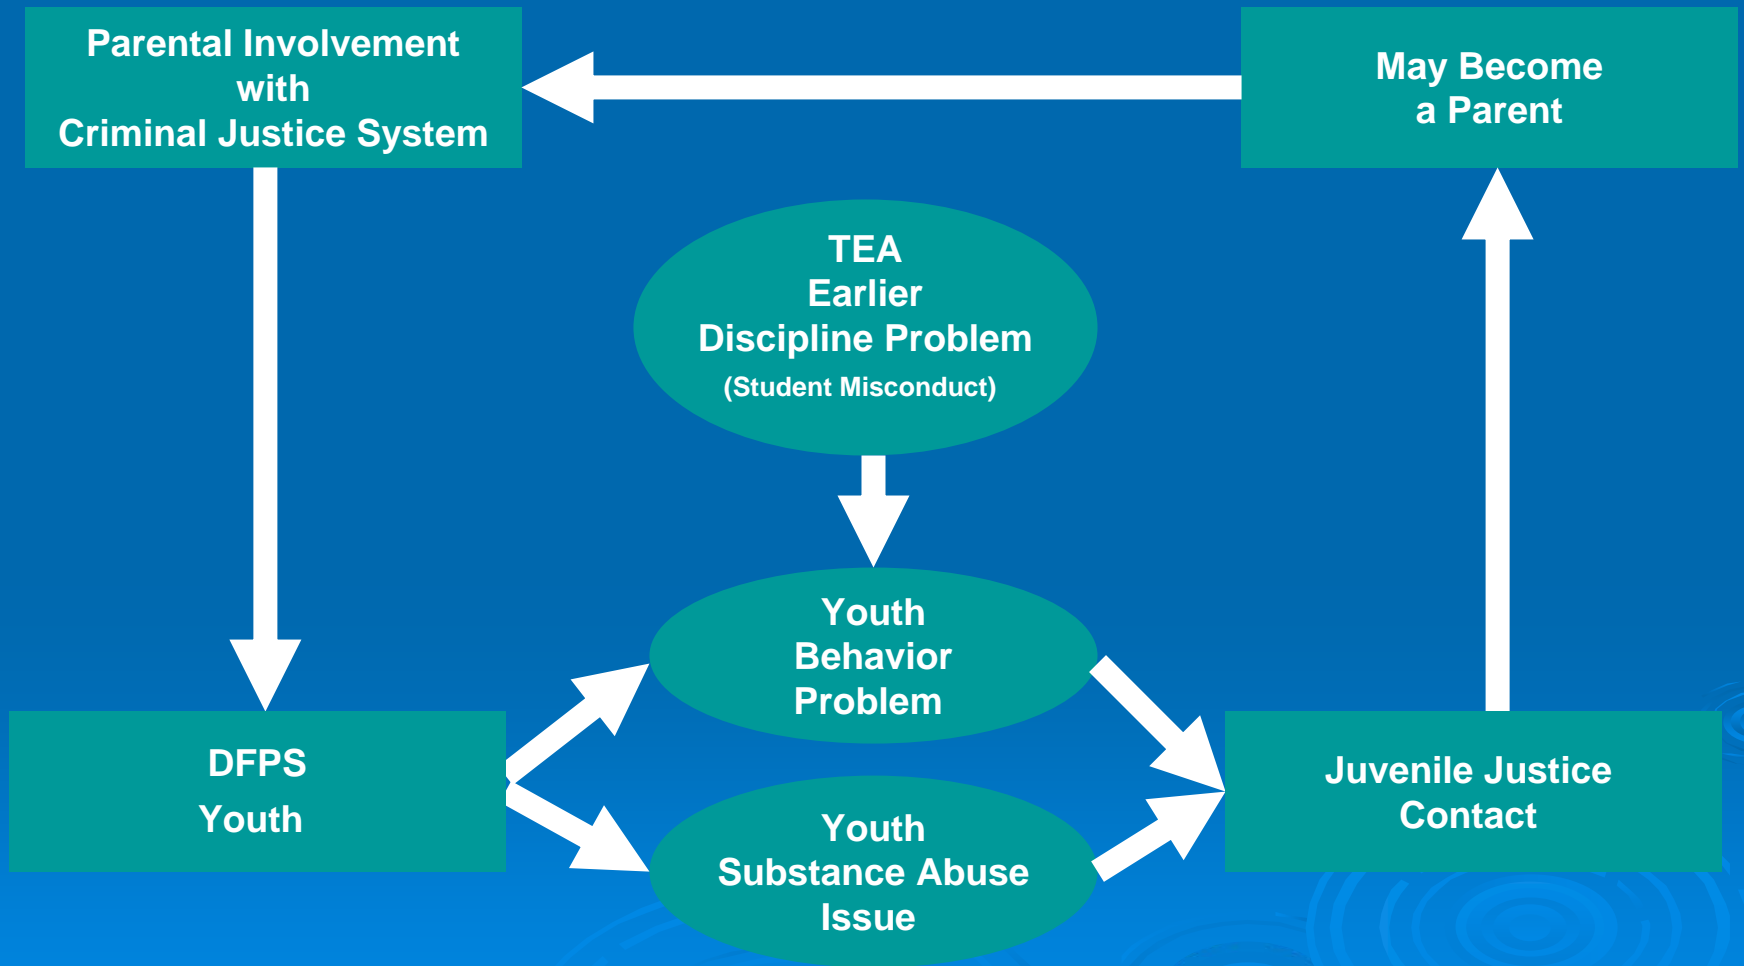 Parental Involvement
with
Criminal Justice System
May Become
a Parent
TEA
Earlier
Discipline Problem
(Student Misconduct)
Youth
Behavior
Problem
DFPS
Youth
Youth
Substance Abuse
Issue
Juvenile Justice
Contact